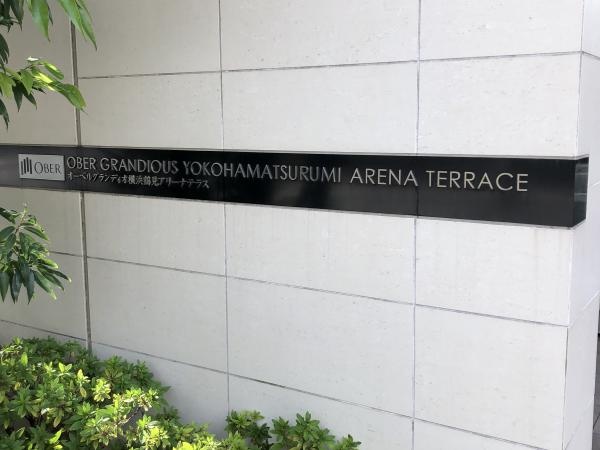 OBER
OBER GRANDIOUS YOKOHAMATSURUMI ARENA TERRACE
オーベルグランディオ横浜鶴見アリーナテラス